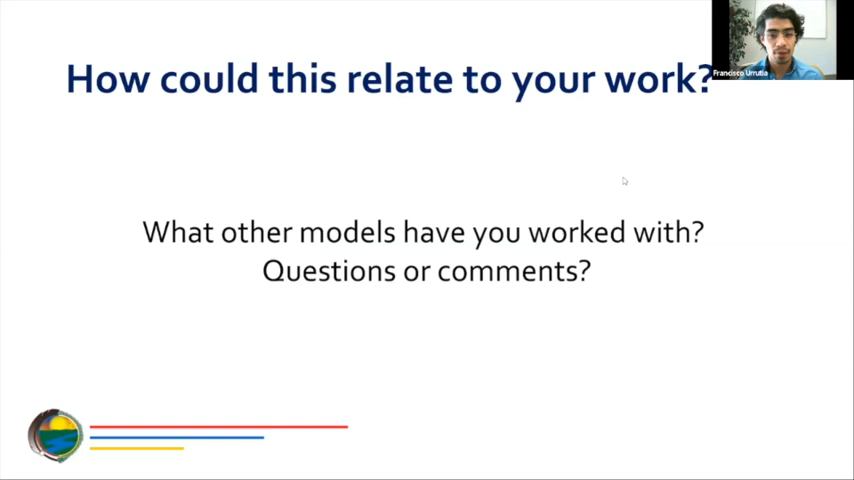 How could this relate to your work?
Francisco Urrutia
What other models have you worked with?
Questions or comments?